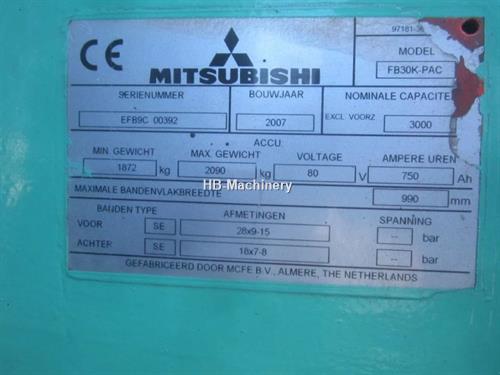 97181-36
MODEL
CE MITSUBISHI FB30K-PAC
SERIENUMMER BOUWJAAR NOMINALE CAPACITEIT
EFB9C 00392 2007 EXCL VOORZ 3000
ACCU
MIN. GEWICHT MAX. GEWICHT VOLTAGE AMPERE UREN
1872 kg 2090 kg 80 V 750 Ah
HB-Machinery
MAXIMALE BANDENVLAKBREEDTE 990 mm
BANDEN TYPE AFMETINGEN SPANNING
VOOR SE 28x9-15 -- bar
ACHTER SE 18x7-8 -- bar
GEFABRICEERD DOOR MCFE B.V., ALMERE, THE NETHERLANDS